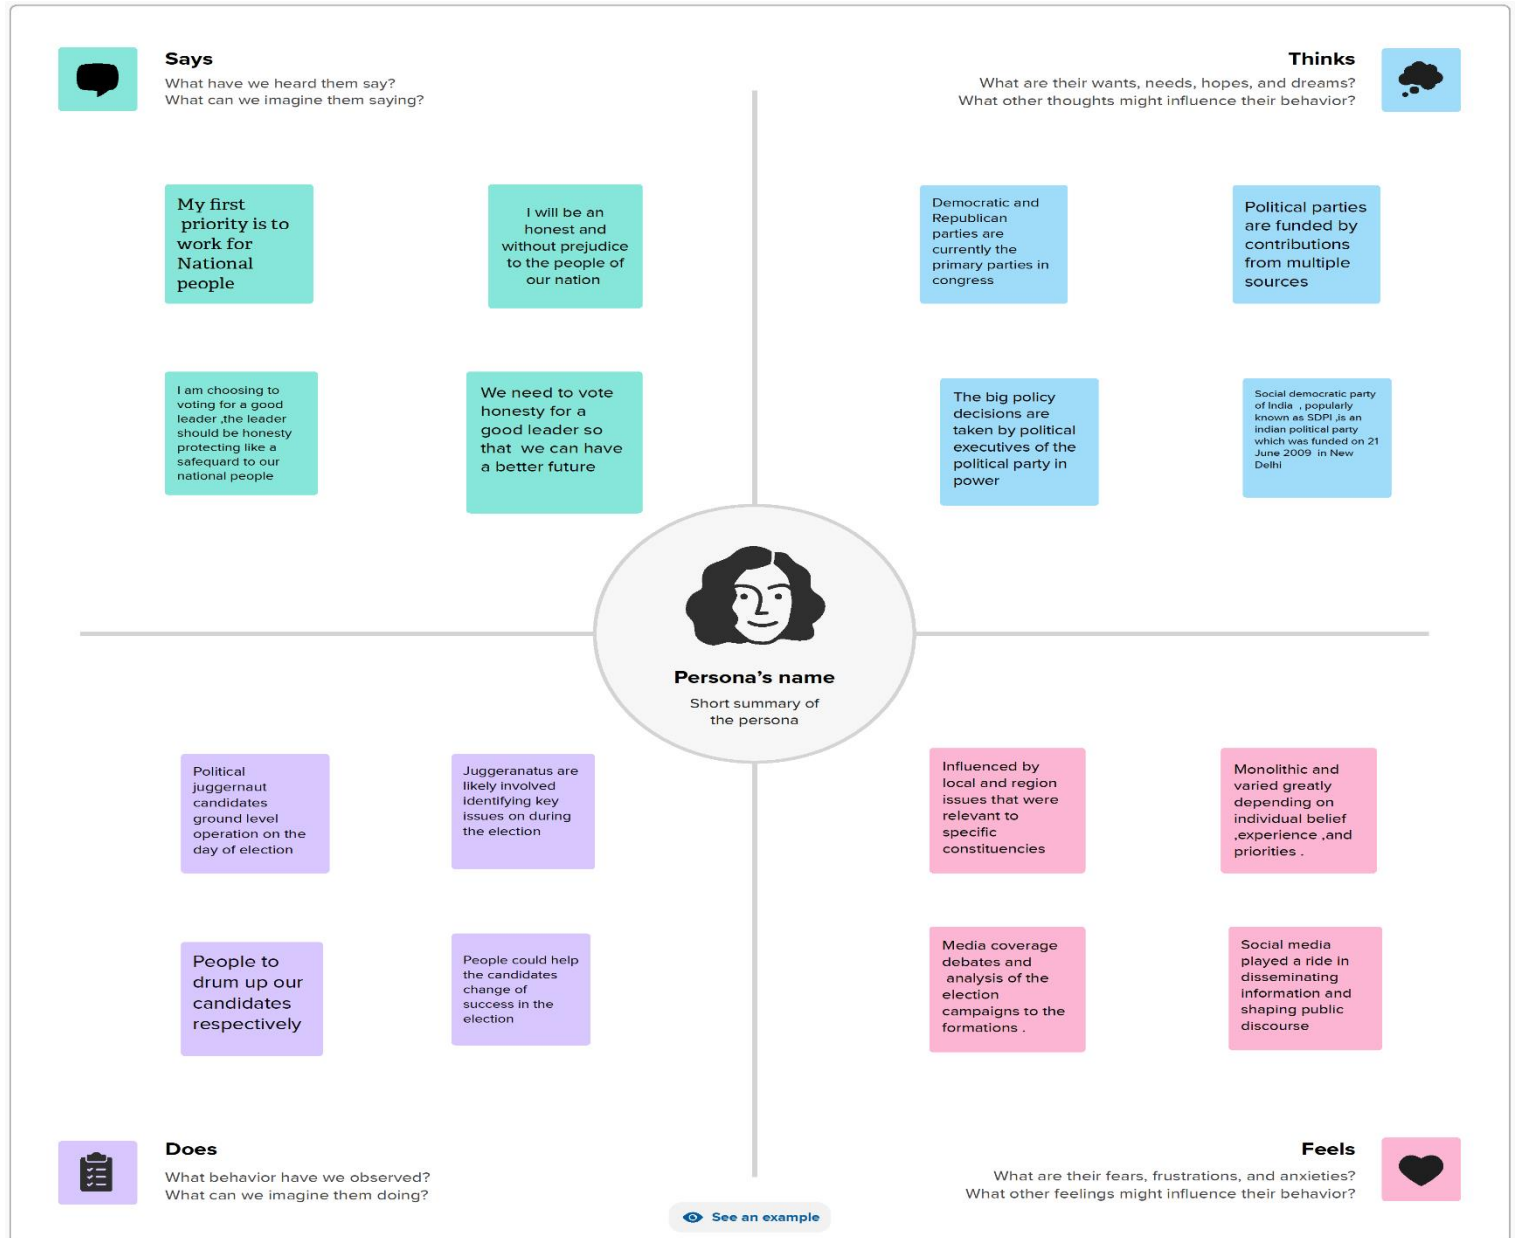 Says
What have we heard them say?
What can we imagine them saying?
Thinks
What are their wants, needs, hopes, and dreams?
What other thoughts might influence their behavior?
My first
priority is to
work for
National
people
I will be an
honest and
without prejudice
to the people of
our nation
Democratic and
Republican
parties are
currently the
primary parties in
congress
Political parties
are funded by
contributions
from multiple
sources
I am choosing to
voting for a good
leader ,the leader
should be honesty
protecting like a
safequard to our
national people
We need to vote
honesty for a
good leader so
that we can have
a better future
The big policy
decisions are
taken by political
executives of the
political party in
power
Social democratic party
of India , popularly
known as SDPI ,is an
indian political party
which was funded on 21
June 2009 in New
Delhi
Persona's name
Short summary of
the persona
Political
juggernaut
candidates
ground level
operation on the
day of election
Juggeranatus are
likely involved
identifying key
issues on during
the election
Influenced by
local and region
issues that were
relevant to
specific
constituencies
Monolithic and
varied greatly
depending on
individual belief
,experience ,and
priorities .
People to
drum up our
candidates
respectively
People could help
the candidates
change of
success in the
election
Media coverage
debates and
analysis of the
election
campaigns to the
formations .
Social media
played a ride in
disseminating
information and
shaping public
discourse
Does
What behavior have we observed?
What can we imagine them doing?
Feels
What are their fears, frustrations, and anxieties?
What other feelings might influence their behavior?
See an example